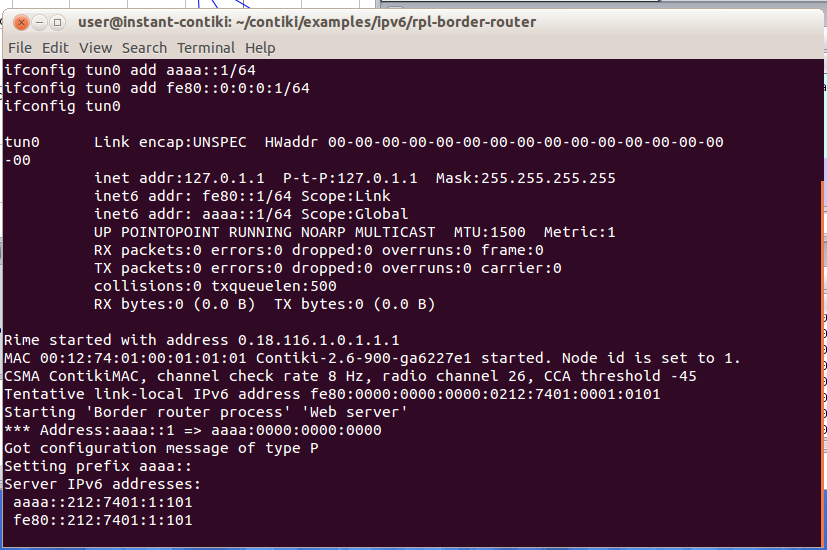 user@instant-contiki: ~/contiki/examples/ipv6/rpl-border-router
File Edit View Search Terminal Help
ifconfig tun0 add aaaa::1/64
ifconfig tun0 add fe80::0:0:0:1/64
ifconfig tun0
tun0      Link encap:UNSPEC  HWaddr 00-00-00-00-00-00-00-00-00-00-00-00-00-00-00
-00
          inet addr:127.0.1.1  P-t-P:127.0.1.1  Mask:255.255.255.255
          inet6 addr: fe80::1/64 Scope:Link
          inet6 addr: aaaa::1/64 Scope:Global
          UP POINTOPOINT RUNNING NOARP MULTICAST  MTU:1500  Metric:1
          RX packets:0 errors:0 dropped:0 overruns:0 frame:0
          TX packets:0 errors:0 dropped:0 overruns:0 carrier:0
          collisions:0 txqueuelen:500
          RX bytes:0 (0.0 B)  TX bytes:0 (0.0 B)
Rime started with address 0.18.116.1.0.1.1.1
MAC 00:12:74:01:00:01:01:01 Contiki-2.6-900-ga6227e1 started. Node id is set to 1.
CSMA ContikiMAC, channel check rate 8 Hz, radio channel 26, CCA threshold -45
Tentative link-local IPv6 address fe80:0000:0000:0000:0212:7401:0001:0101
Starting 'Border router process' 'Web server'
*** Address:aaaa::1 => aaaa:0000:0000:0000
Got configuration message of type P
Setting prefix aaaa::
Server IPv6 addresses:
 aaaa::212:7401:1:101
 fe80::212:7401:1:101